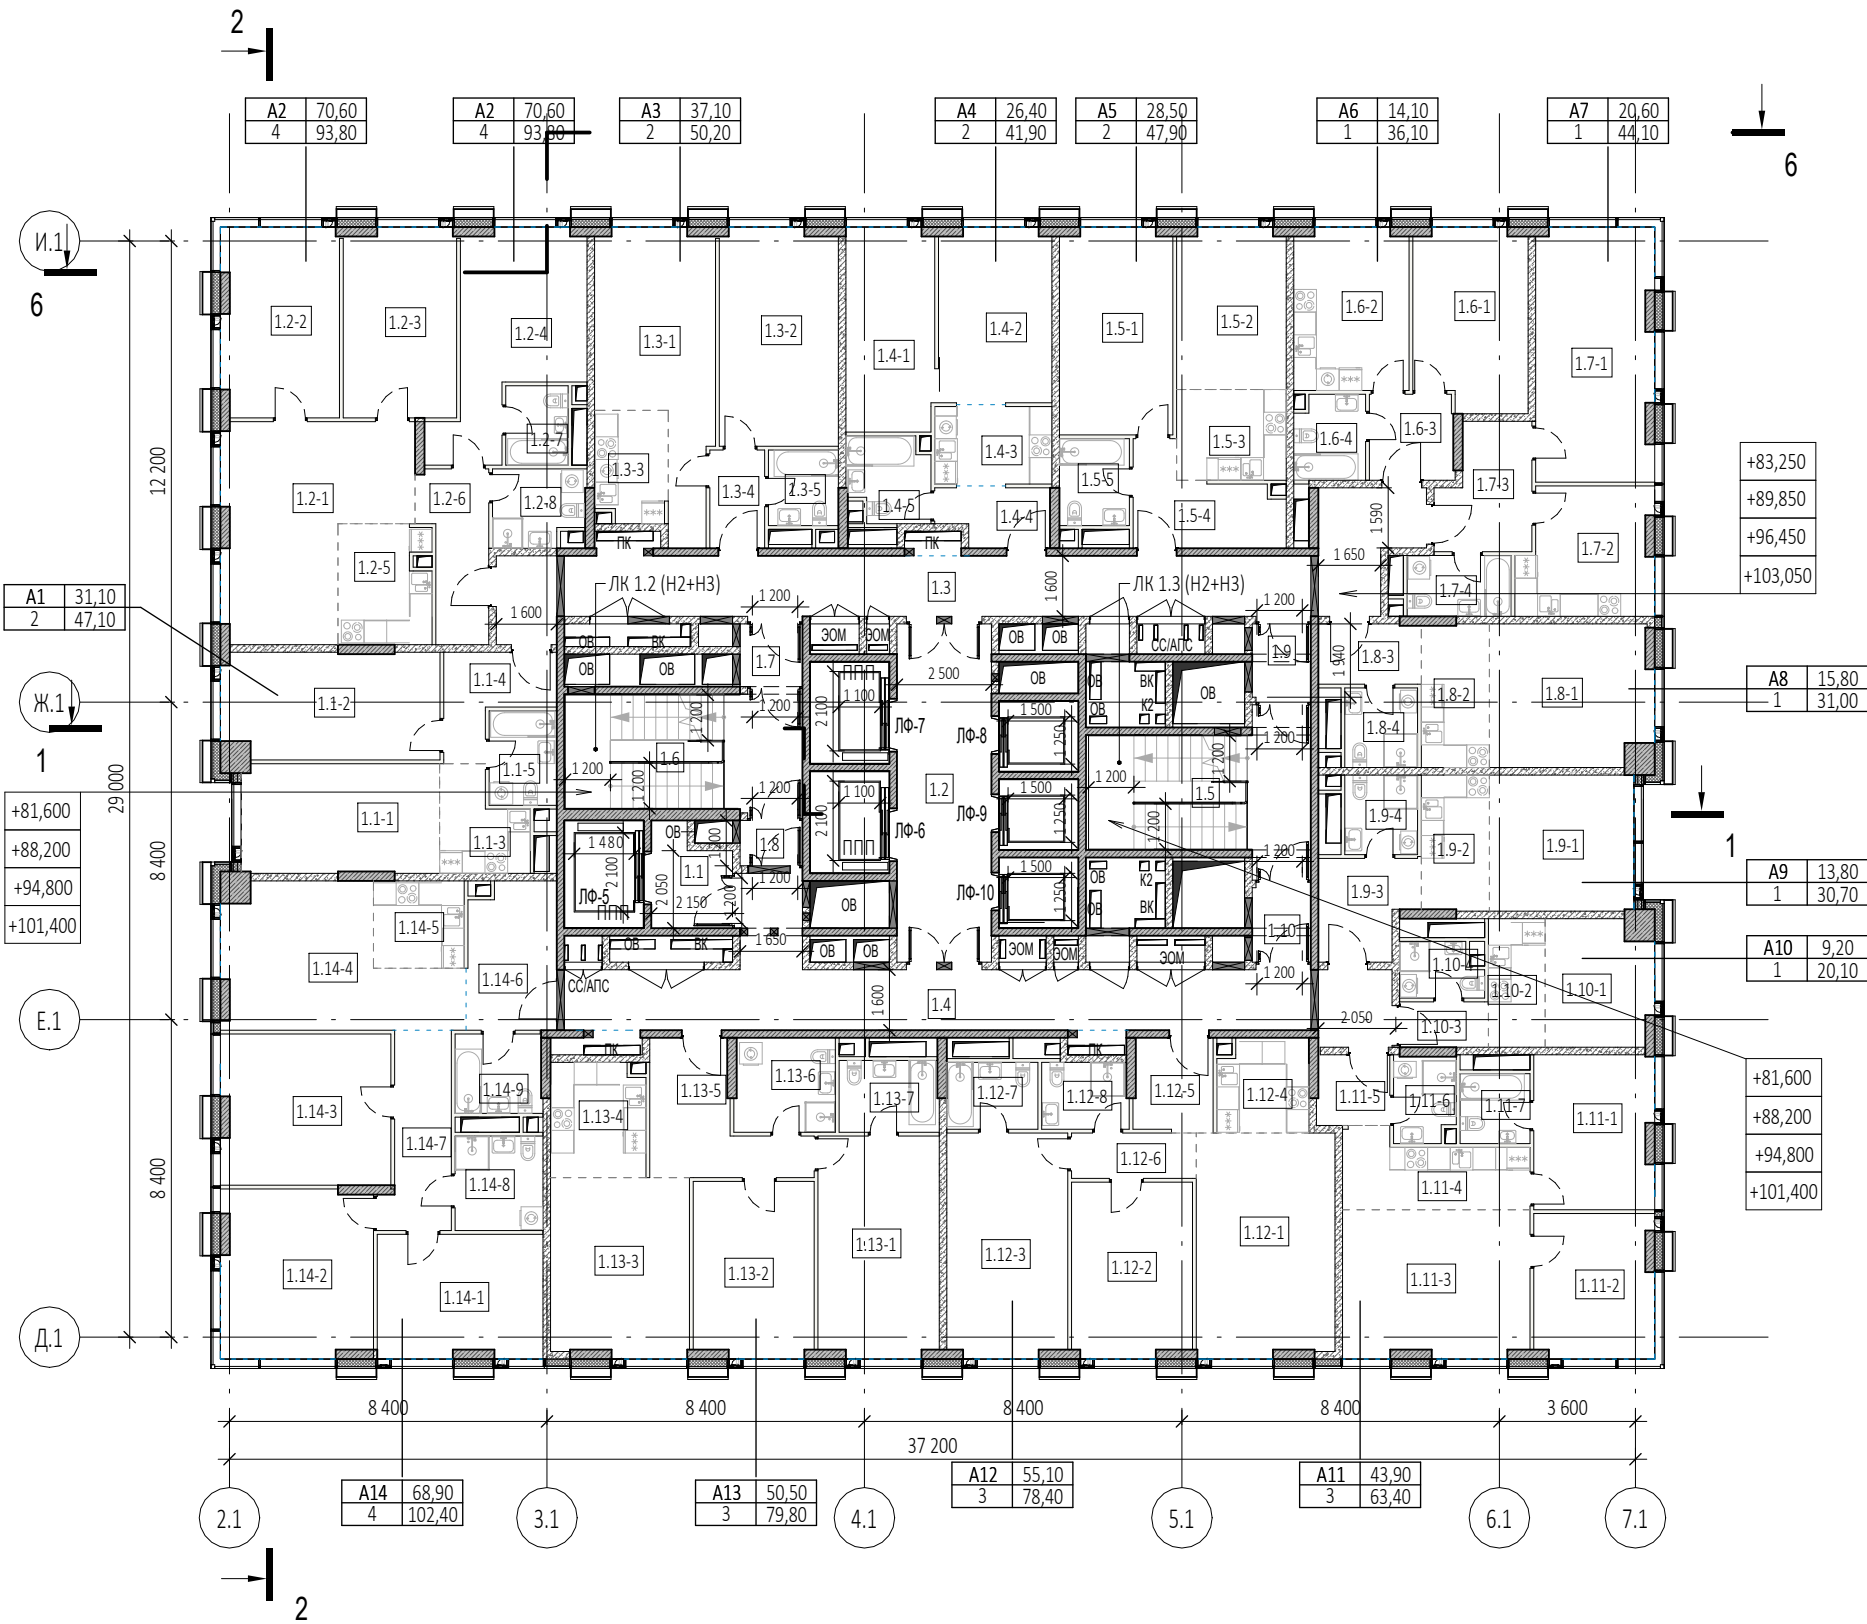 2
А2 70,60
4 93,80
А2 70,60
4 93,80
А3 37,10
2 50,20
А4 26,40
2 41,90
А5 28,50
2 47,90
А6 14,10
1 36,10
А7 20,60
1 44,10
6
И.1
6
1.2-2
1.2-3
1.2-4
1.3-1
1.3-2
1.4-1
1.4-2
1.5-1
1.5-2
1.6-2
1.6-1
1.7-1
1.2-7
1.3-3
1.4-3
1.5-3
1.6-4
1.6-3
12 200
1.2-1
1.2-6
1.2-8
1.3-4
1.3-5
1.4-5
1.4-4
1.5-5
1.5-4
1.7-3
1 590
+83,250
+89,850
+96,450
+103,050
1.2-5
ПК
ПК
1.7-2
1 650
1.7-4
А1 31,10
2 47,10
ЛК 1.2 (Н2+Н3)
1.3
1 600
ЛК 1.3 (Н2+Н3)
1 600
1 200
1 200
ОВ
ВК
ЭОМ
ЭОМ
ОВ
ОВ
СС/АПС
1.9
1 940
1.8-3
1.1-4
ОВ
ОВ
1.7
ППП
2 500
ОВ
ОВ
ВК
ОВ
1.8-2
1.8-1
А8 15,80
1 31,00
Ж.1
1.1-2
1 200
1 200
2 100
1 100
ЛФ-7
ЛФ-8
1 500
1 250
ОВ
К2
1 200
1.8-4
1
1.1-5
1.6
1 200
1 200
1 200
1 200
1.5
1 200
29 000
+81,600
+88,200
+94,800
+101,400
1.1-1
1.1-3
1 200
2 100
1 100
ППП
1.2
ЛФ-6
ЛФ-9
1 500
1 250
1 200
1.9-4
1.9-2
1.9-1
1
8 400
ОВ
1 200
1.8
1 480
2 100
ЛФ-5
ППП
2 050
1.1
2 150
1 200
1 200
ОВ
ЛФ-10
1 500
1 250
ОВ
ОВ
К2
ВК
1 200
1.9-3
А9 13,80
1 30,70
1.14-5
1.14-4
1.14-6
ОВ
ВК
1 650
ОВ
ОВ
ЭОМ
ЭОМ
ЭОМ
1.10
1 200
1.10-4
1.10-2
1.10-1
А10 9,20
1 20,10
СС/АПС
1 600
1.4
2 050
1.10-3
Е.1
ПК
ПК
1.14-3
1.14-9
1.13-5
1.13-6
1.13-7
1.12-7
1.12-8
1.12-5
1.12-4
1.11-5
1.11-6
1.11-7
1.11-1
+81,600
+88,200
+94,800
+101,400
1.13-4
1.14-7
1.14-8
8 400
1.12-6
1.11-4
1.14-2
1.14-1
1.13-3
1.13-2
1.13-1
1.12-3
1.12-2
1.12-1
1.11-3
1.11-2
Д.1
8 400
8 400
8 400
8 400
3 600
37 200
А14 68,90
4 102,40
А13 50,50
3 79,80
А12 55,10
3 78,40
А11 43,90
3 63,40
2.1
3.1
4.1
5.1
6.1
7.1
2